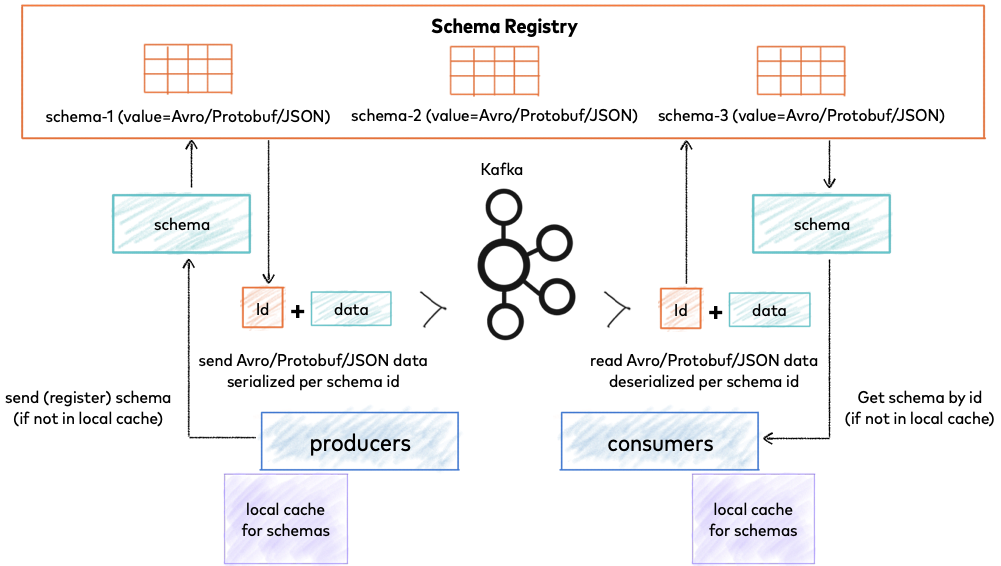 Schema Registry
schema-1 (value=Avro/Protobuf/JSON)
schema-2 (value=Avro/Protobuf/JSON)
schema-3 (value=Avro/Protobuf/JSON)
Kafka
schema
schema
Id + data
Id + data
send Avro/Protobuf/JSON data
serialized per schema id
read Avro/Protobuf/JSON data
deserialized per schema id
send (register) schema
(if not in local cache)
Get schema by id
(if not in local cache)
producers
consumers
local cache
for schemas
local cache
for schemas